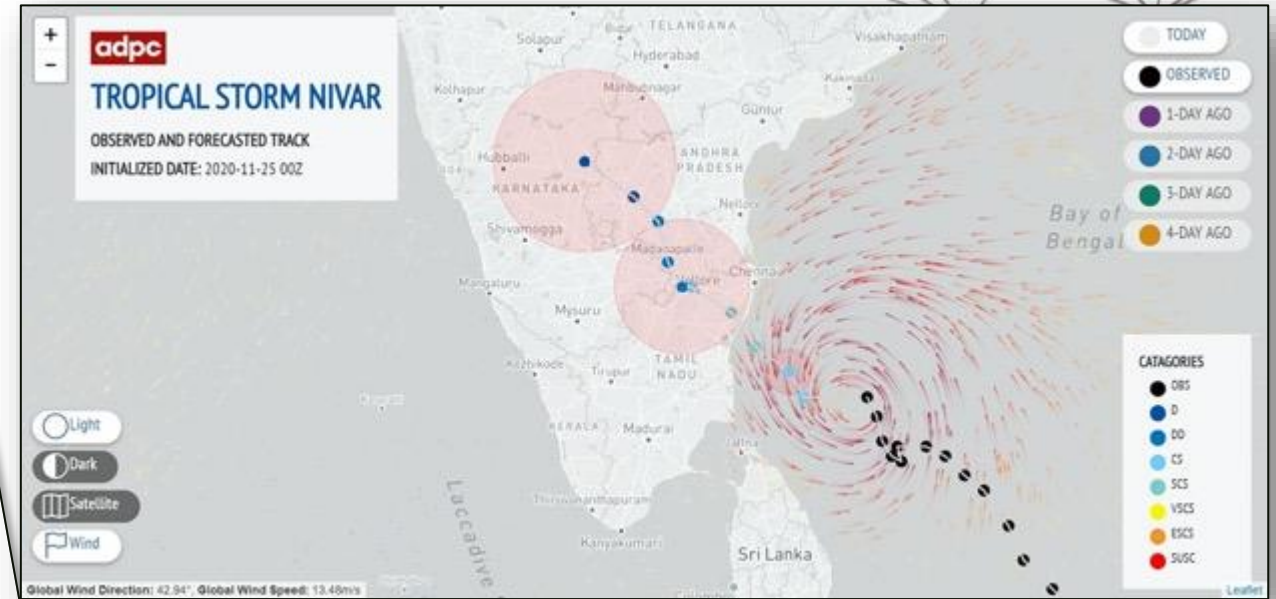 +
−
adpc
TROPICAL STORM NIVAR
OBSERVED AND FORECASTED TRACK
INITIALIZED DATE: 2020-11-25 00Z
TELANGANA
Bidar
Solapur
Hyderabad
Visakhapatnam
Kolhapur
Mahbubnagar
Kakinada
Guntur
Hubballi
ANDHRA
PRADESH
KARNATAKA
Nellore
Shivamogga
Bay of
Bengal
Madanapalle
Chennai
Vellore
Mangaluru
Mysuru
TAMIL
NADU
Kozhikode
Tirupur
KERALA
Madurai
Jaffna
Thiruvananthapuram
Kanyakumari
Laccadive
Sri Lanka
Colombo
TODAY
OBSERVED
1-DAY AGO
2-DAY AGO
3-DAY AGO
4-DAY AGO
CATAGORIES
OBS
D
DD
CS
SCS
VSCS
ESCS
SUSC
Light
Dark
Satellite
Wind
Global Wind Direction: 42.94°, Global Wind Speed: 13.48m/s
Leaflet